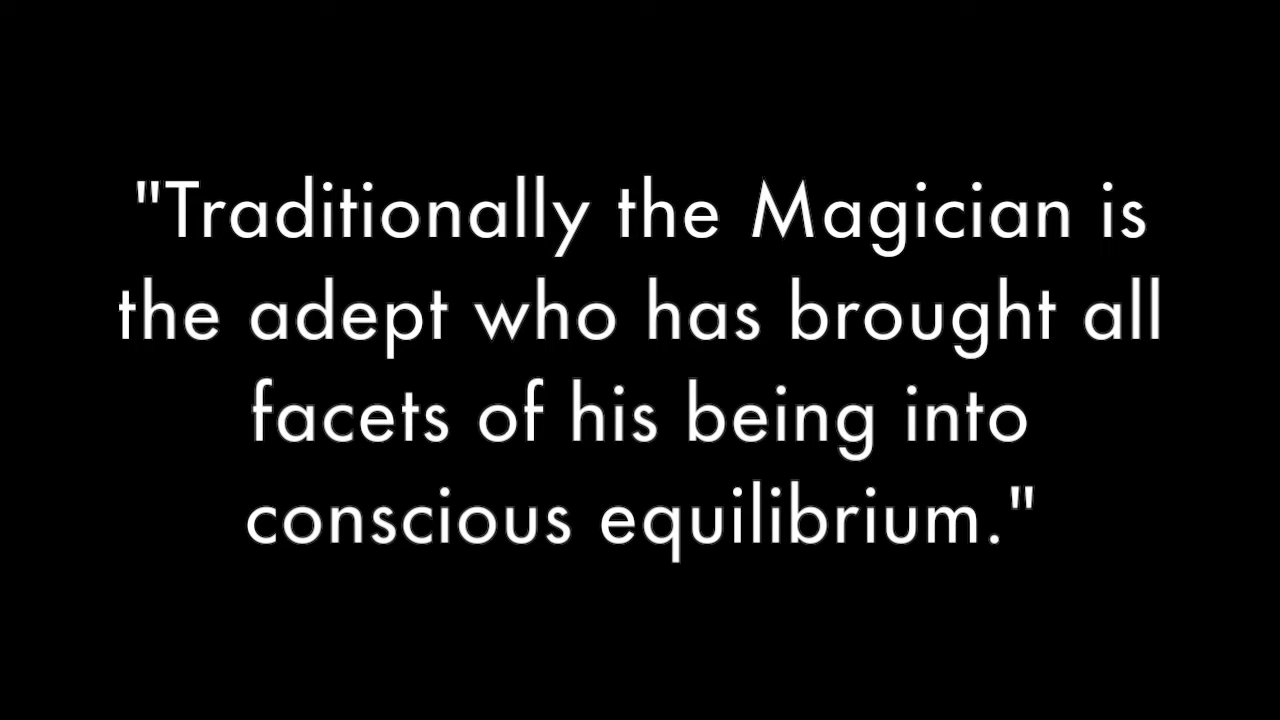 "Traditionally the Magician is
the adept who has brought all
facets of his being into
conscious equilibrium."